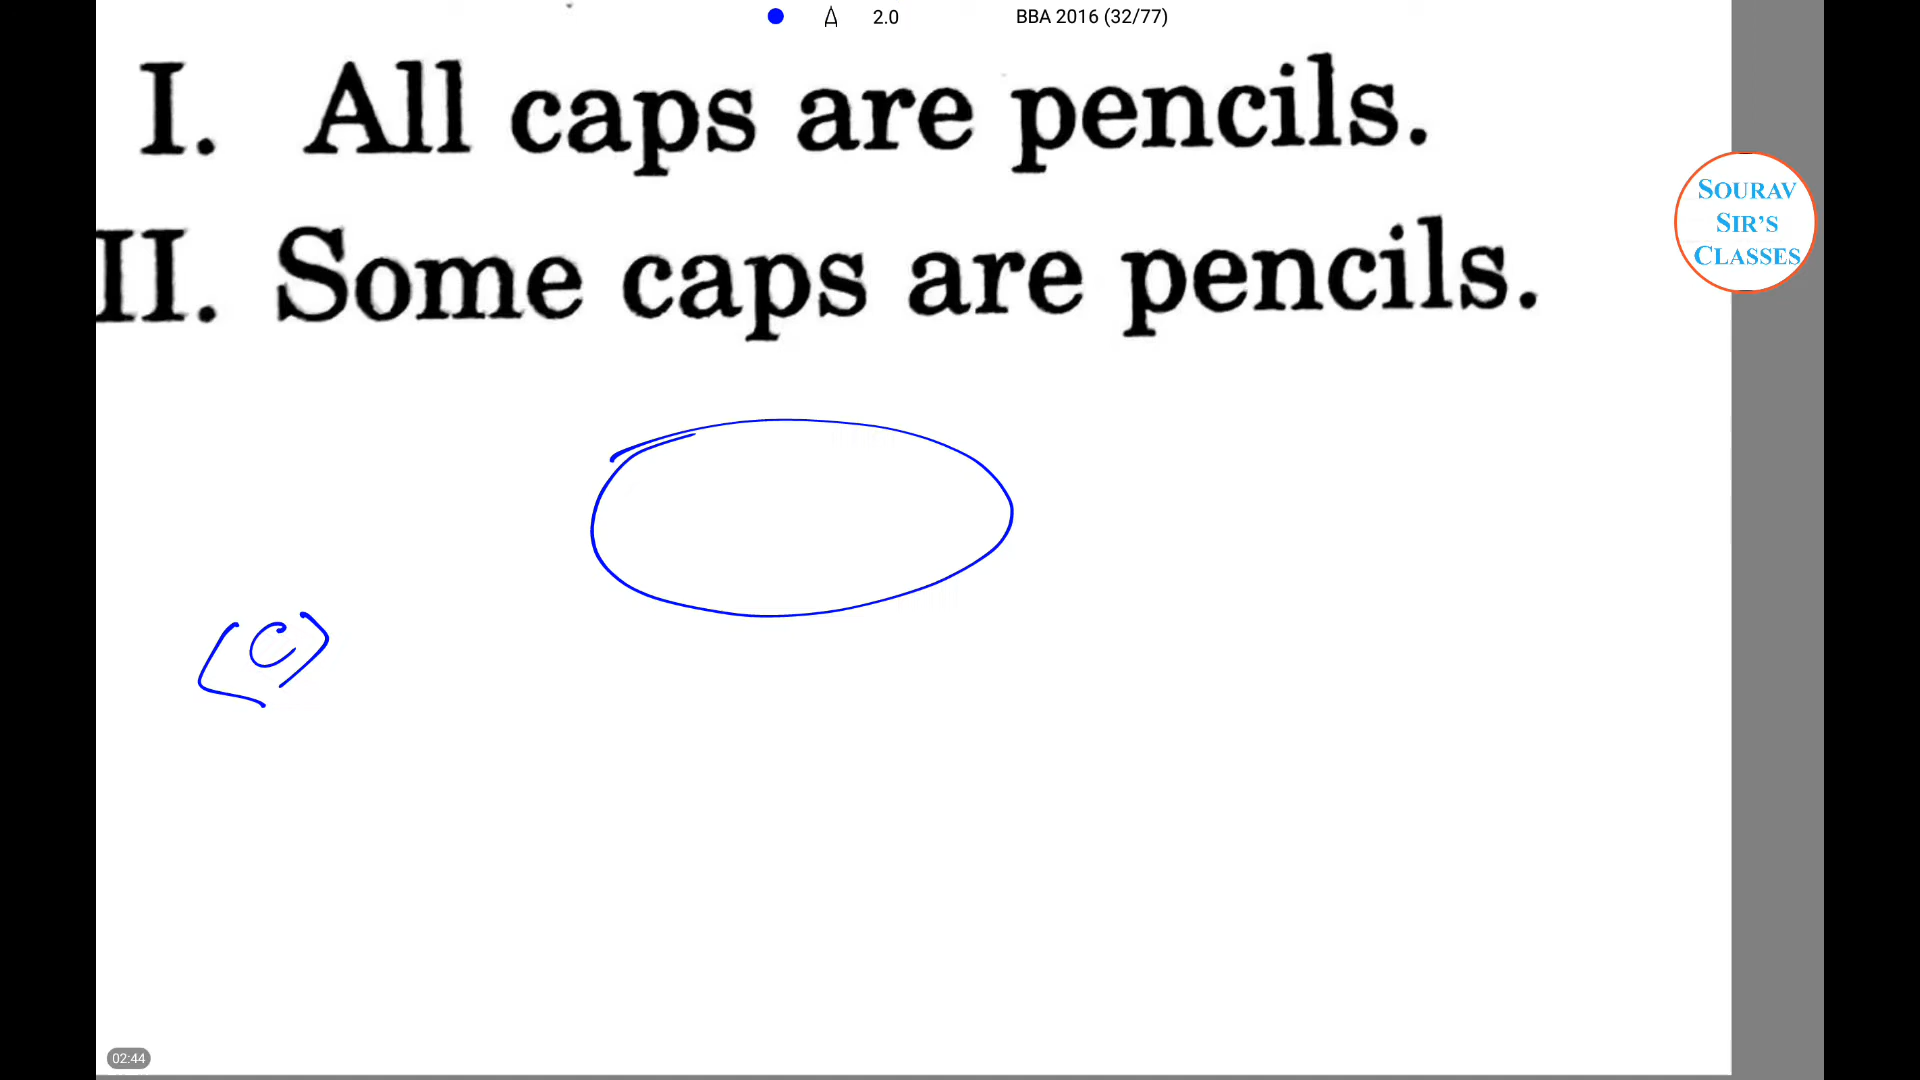 2.0 BBA 2016 (32/77)
I. All caps are pencils.
II. Some caps are pencils.
SOURAV
SIR'S
CLASSES
(C)
02:44